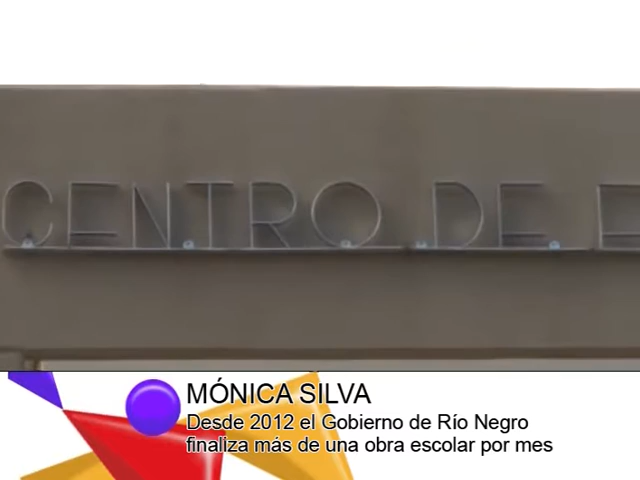 CENTRO DE E
MÓNICA SILVA
Desde 2012 el Gobierno de Río Negro
finaliza más de una obra escolar por mes